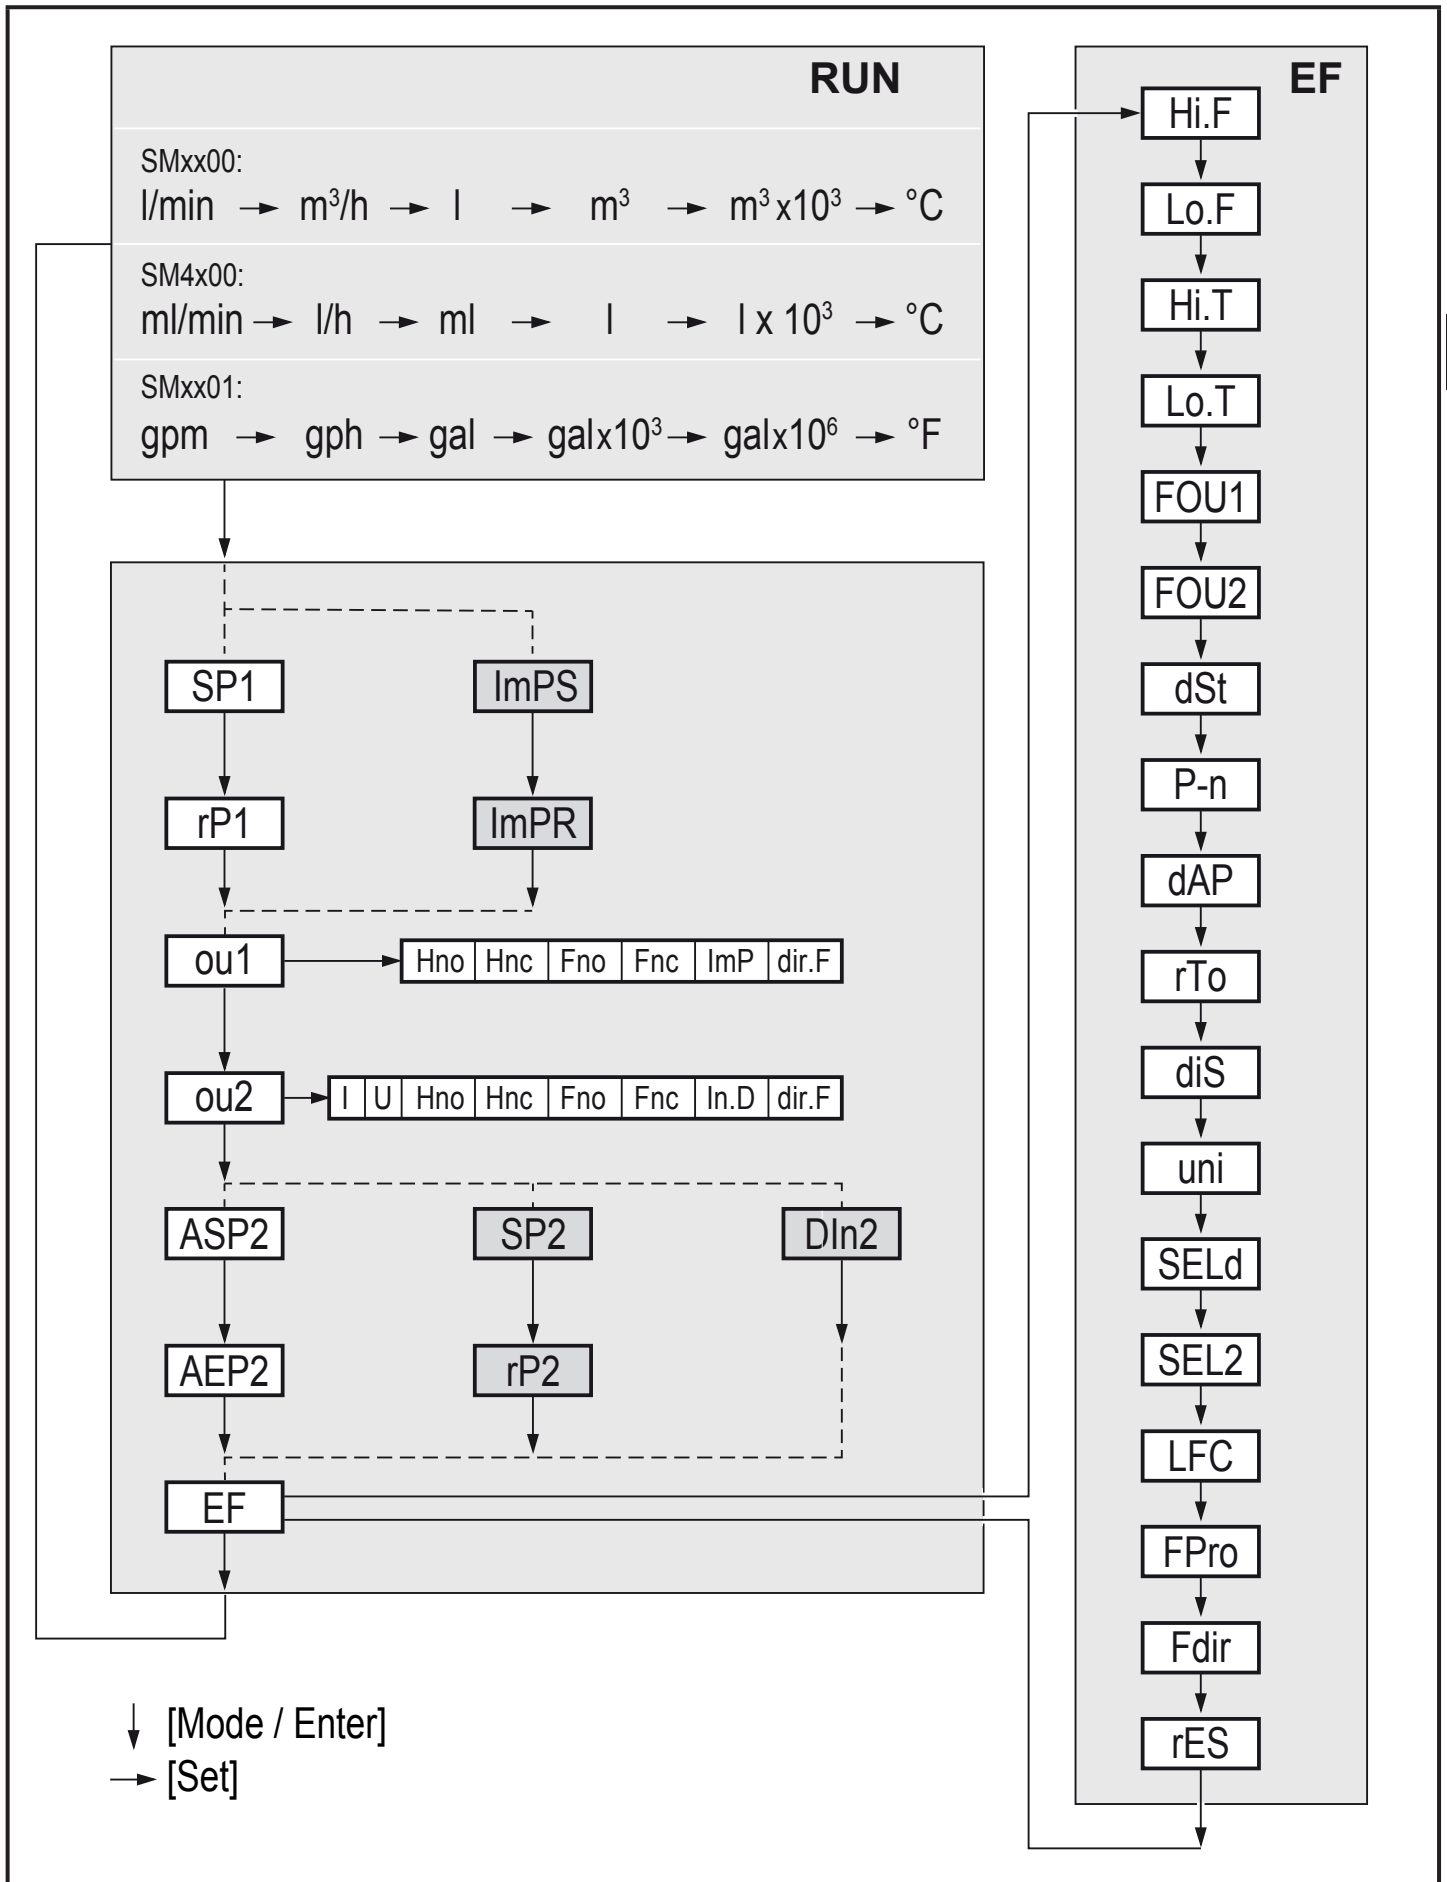 RUN
SMxx00:
l/min → m³/h → l → m³ → m³ x10³ → °C
SM4x00:
ml/min → l/h → ml → l → l x 10³ → °C
SMxx01:
gpm → gph → gal → galx10³ → galx10⁶ → °F
SP1 ImPS
rP1 ImPR
ou1 Hno Hnc Fno Fnc ImP dir.F
ou2 I U Hno Hnc Fno Fnc In.D dir.F
ASP2 SP2 DIn2
AEP2 rP2
EF
[Mode / Enter]
[Set]
EF
Hi.F
Lo.F
Hi.T
Lo.T
FOU1
FOU2
dSt
P-n
dAP
rTo
diS
uni
SELd
SEL2
LFC
FPro
Fdir
rES